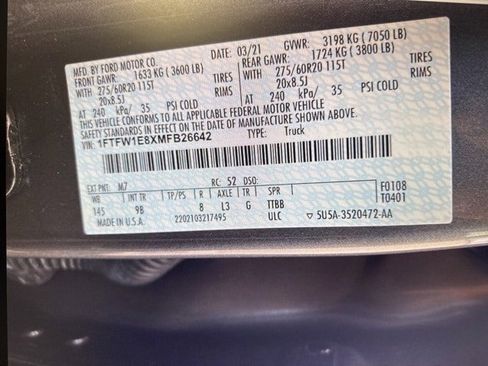 MFD. BY FORD MOTOR CO.
DATE: 03/21 GVWR: 3198 KG ( 7050 LB)
FRONT GAWR: 1633 KG ( 3600 LB) REAR GAWR: 1724 KG ( 3800 LB)
275/60R20 115T TIRES 275/60R20 115T TIRES
20x8.5J RIMS 20x8.5J RIMS
AT 240 kPa/ 35 PSI COLD AT 240 kPa/ 35 PSI COLD
THIS VEHICLE CONFORMS TO ALL APPLICABLE FEDERAL MOTOR VEHICLE
SAFETY STANDARDS IN EFFECT ON THE DATE OF MANUFACTURE SHOWN ABOVE.
VIN: 1FTFW1E8XMFB26642 TYPE: Truck
EXT PNT: M7 RC: 52 DSO: F0108
WB INT TR TP/PS R AXLE TR SPR T0401
145 9B 8 L3 G TTBB
MADE IN U.S.A. 2202103217495 ULC ▽ 5U5A-3520472-AA